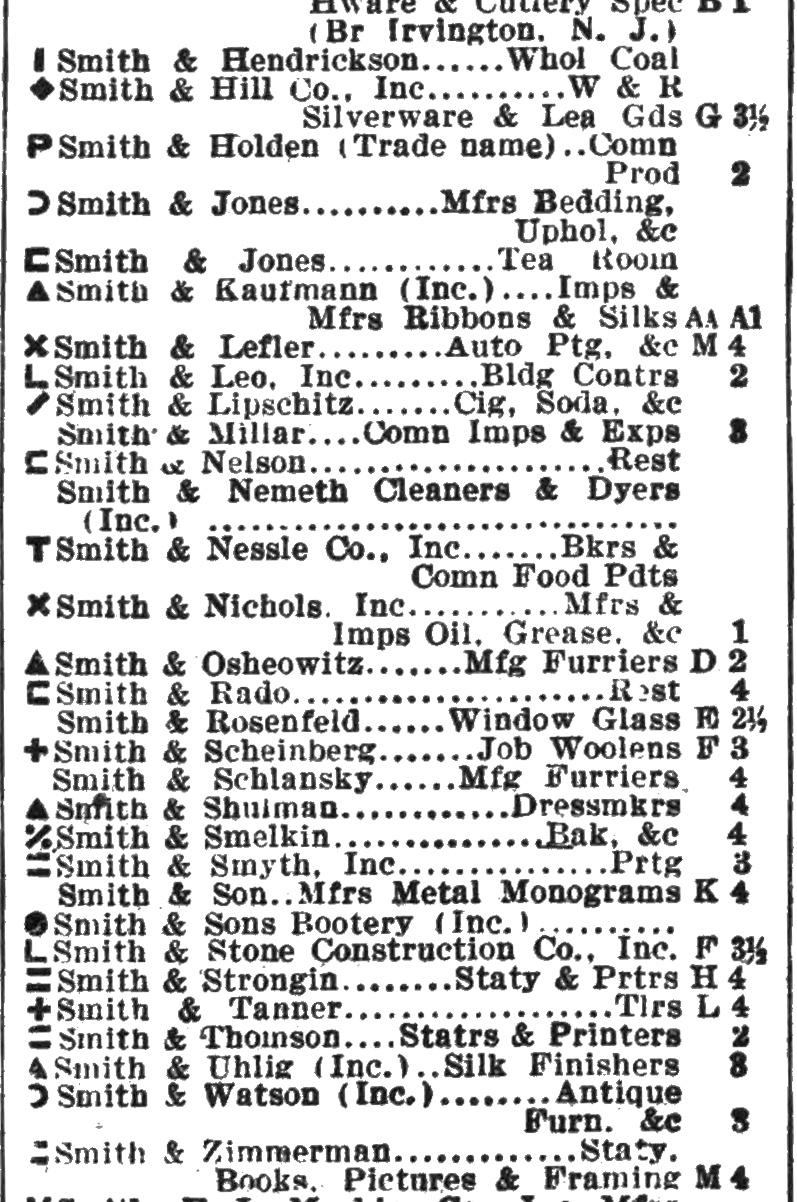 Hware & Cutlery Spec B 1
(Br Irvington, N. J.)
Smith & Hendrickson......Whol Coal
◆Smith & Hill Co., Inc..........W & R
Silverware & Lea Gds G 3½
P Smith & Holden (Trade name)..Comn
Prod 2
Smith & Jones..........Mfrs Bedding,
Uphol, &c
Smith & Jones............Tea Room
▲Smith & Kaufmann (Inc.)....Imps &
Mfrs Ribbons & Silks AA A1
✕Smith & Lefler.........Auto Ptg, &c M 4
L Smith & Leo, Inc.........Bldg Contrs 2
Smith & Lipschitz.......Cig, Soda, &c
Smith & Millar....Comn Imps & Exps 3
Smith & Nelson.....................Rest
Smith & Nemeth Cleaners & Dyers
(Inc.) ................................
T Smith & Nessle Co., Inc.......Bkrs &
Comn Food Pdts
✕Smith & Nichols, Inc...........Mfrs &
Imps Oil, Grease, &c 1
▲Smith & Osheowitz.......Mfg Furriers D 2
Smith & Rado.......................Rest 4
Smith & Rosenfeld......Window Glass E 2½
+Smith & Scheinberg.......Job Woolens F 3
Smith & Schlansky......Mfg Furriers 4
▲Smith & Shulman............Dressmkrs 4
Smith & Smelkin...............Bak, &c 4
=Smith & Smyth, Inc...............Prtg 3
Smith & Son..Mfrs Metal Monograms K 4
Smith & Sons Bootery (Inc.)..........
L Smith & Stone Construction Co., Inc. F 3½
=Smith & Strongin........Staty & Prtrs H 4
+Smith & Tanner...................Tlrs L 4
=Smith & Thomson....Statrs & Printers 2
▲Smith & Uhlig (Inc.)..Silk Finishers 3
Smith & Watson (Inc.)........Antique
Furn, &c 3
=Smith & Zimmerman.............Staty,
Books, Pictures & Framing M 4